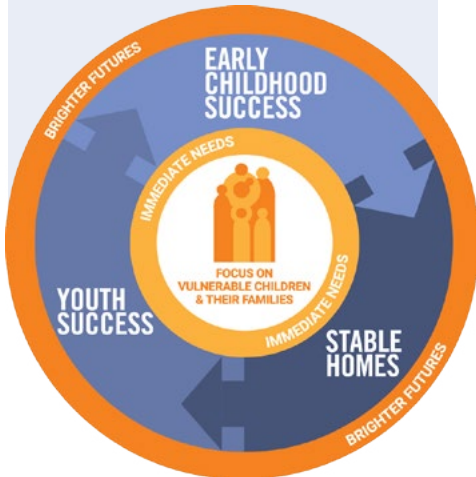 BRIGHTER FUTURES
EARLY
CHILDHOOD
SUCCESS
IMMEDIATE NEEDS
FOCUS ON
VULNERABLE CHILDREN
& THEIR FAMILIES
IMMEDIATE NEEDS
YOUTH
SUCCESS
STABLE
HOMES
BRIGHTER FUTURES